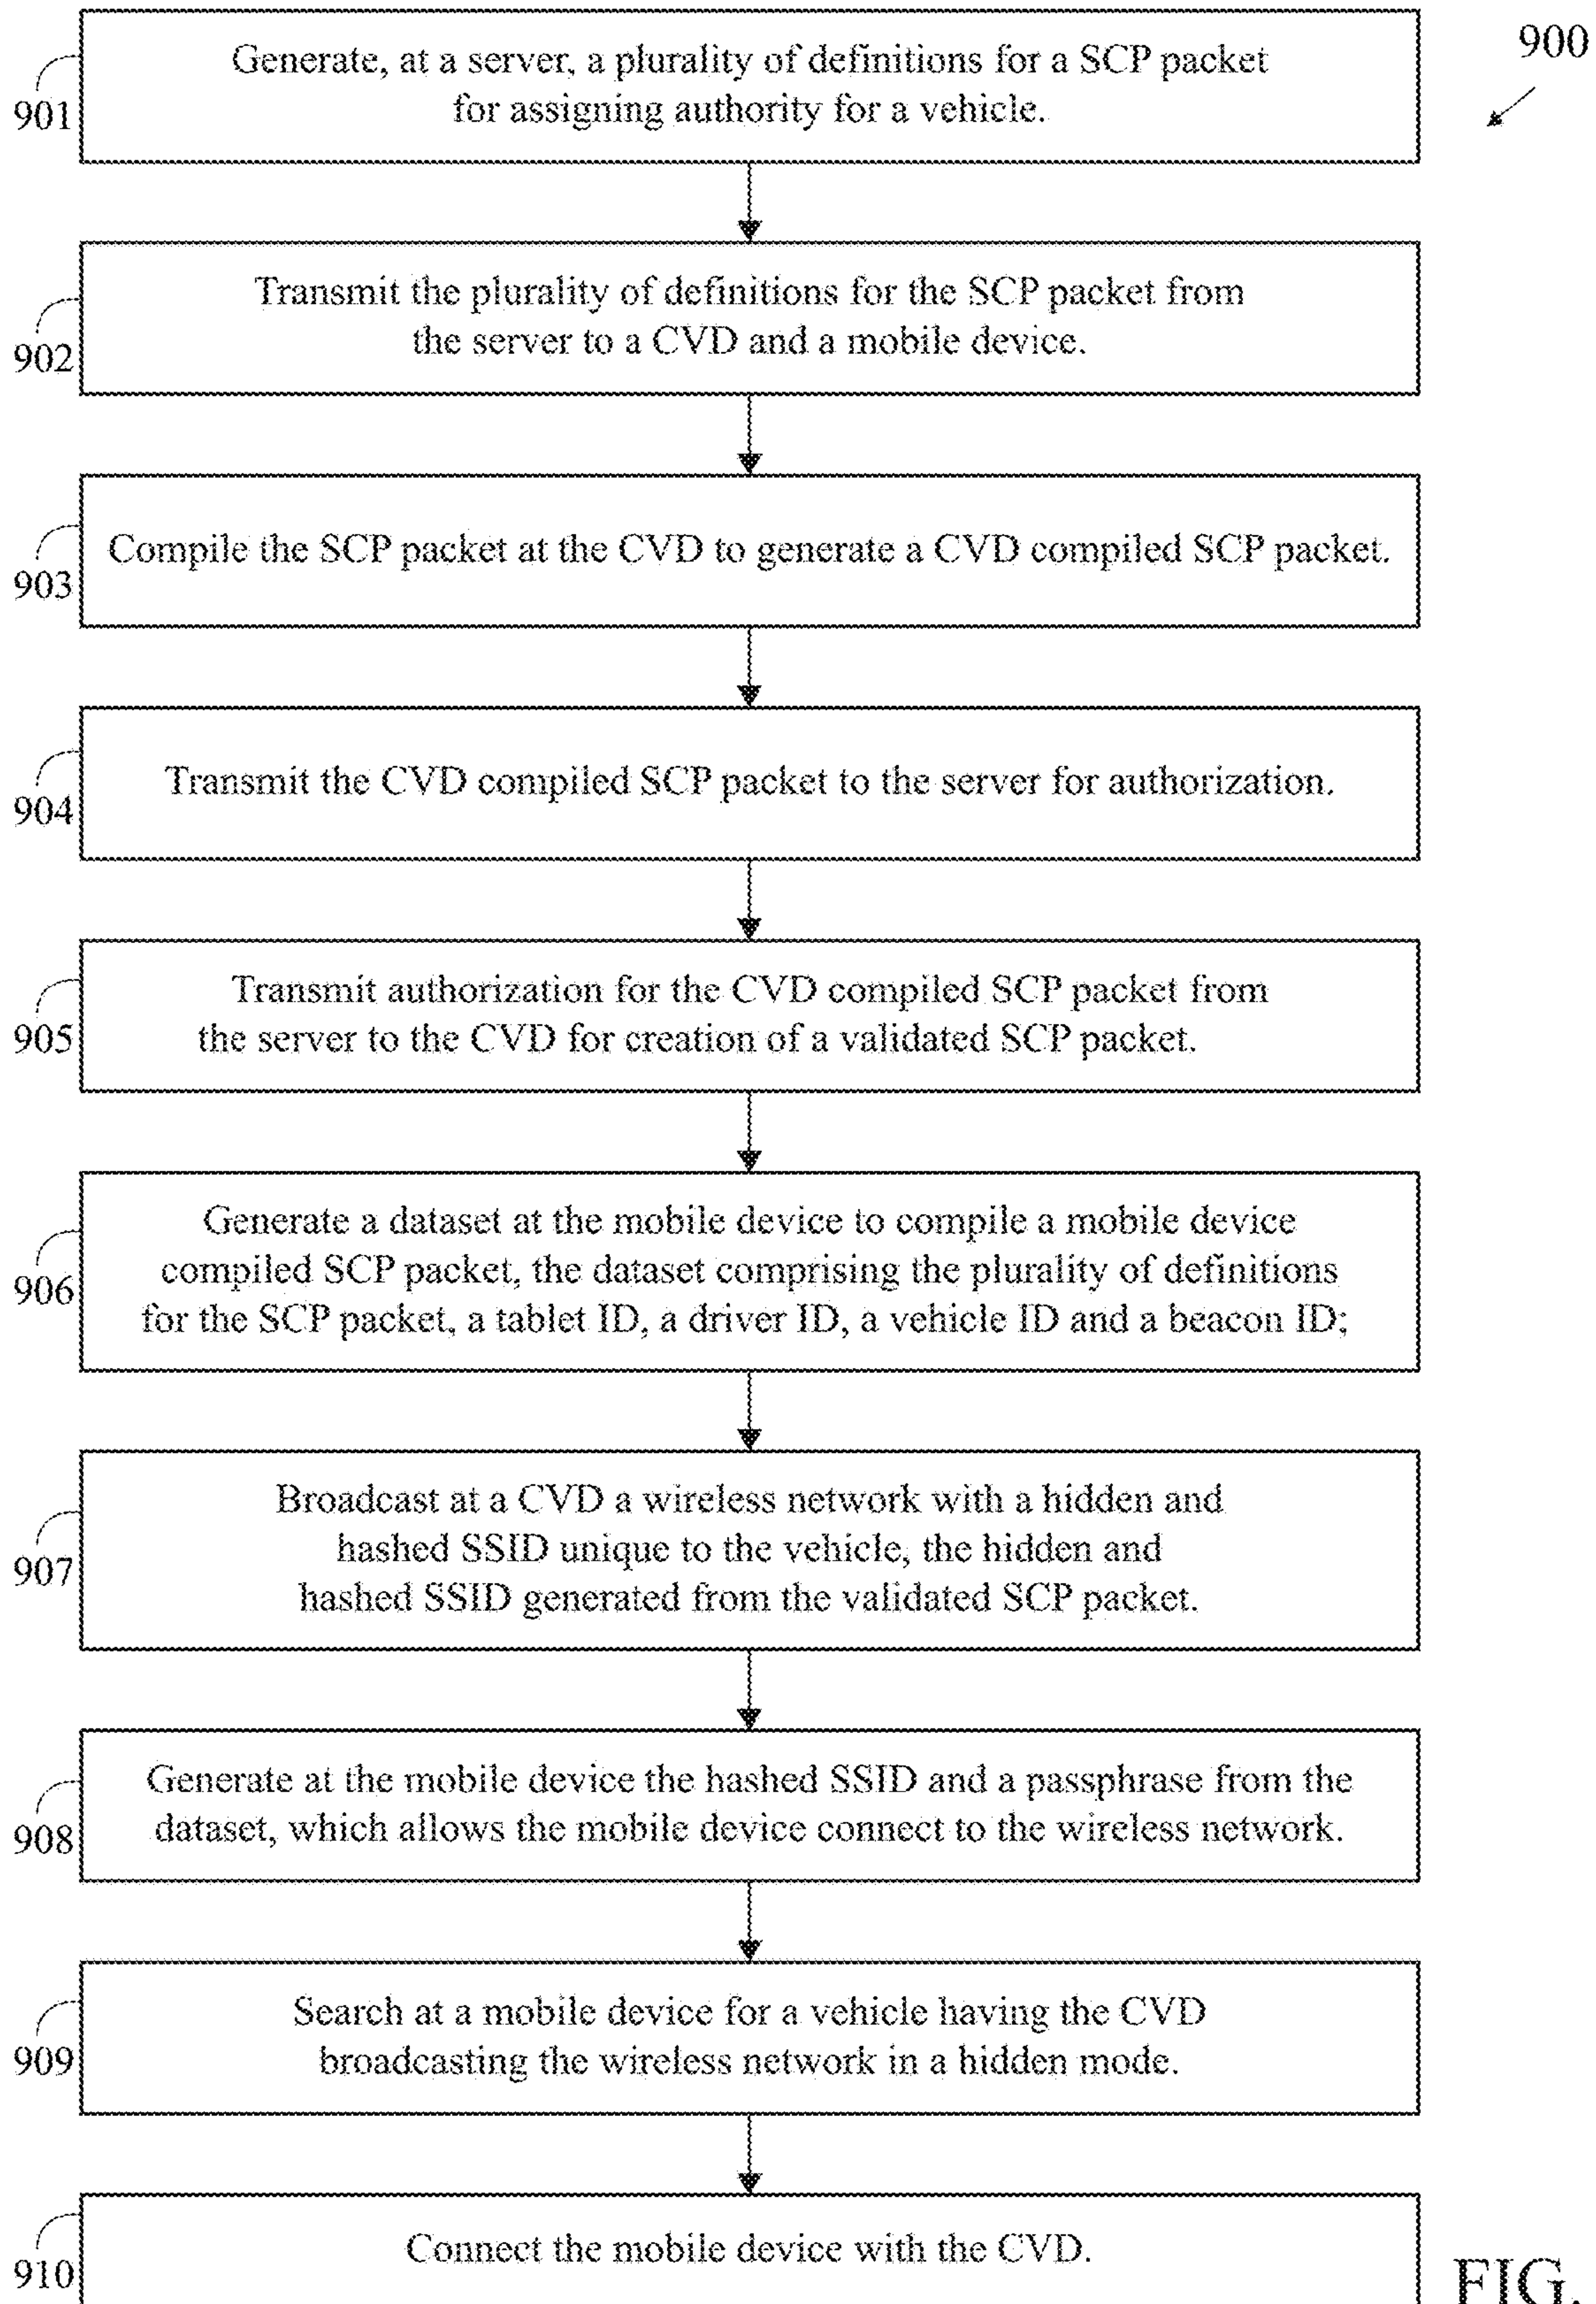 900
Generate, at a server, a plurality of definitions for a SCP packet
for assigning authority for a vehicle.
901
Transmit the plurality of definitions for the SCP packet from
the server to a CVD and a mobile device.
902
Compile the SCP packet at the CVD to generate a CVD compiled SCP packet.
903
Transmit the CVD compiled SCP packet to the server for authorization.
904
Transmit authorization for the CVD compiled SCP packet from
the server to the CVD for creation of a validated SCP packet.
905
Generate a dataset at the mobile device to compile a mobile device
compiled SCP packet, the dataset comprising the plurality of definitions
for the SCP packet, a tablet ID, a driver ID, a vehicle ID and a beacon ID;
906
Broadcast at a CVD a wireless network with a hidden and
hashed SSID unique to the vehicle, the hidden and
hashed SSID generated from the validated SCP packet.
907
Generate at the mobile device the hashed SSID and a passphrase from the
dataset, which allows the mobile device connect to the wireless network.
908
Search at a mobile device for a vehicle having the CVD
broadcasting the wireless network in a hidden mode.
909
Connect the mobile device with the CVD.
910
FIG.